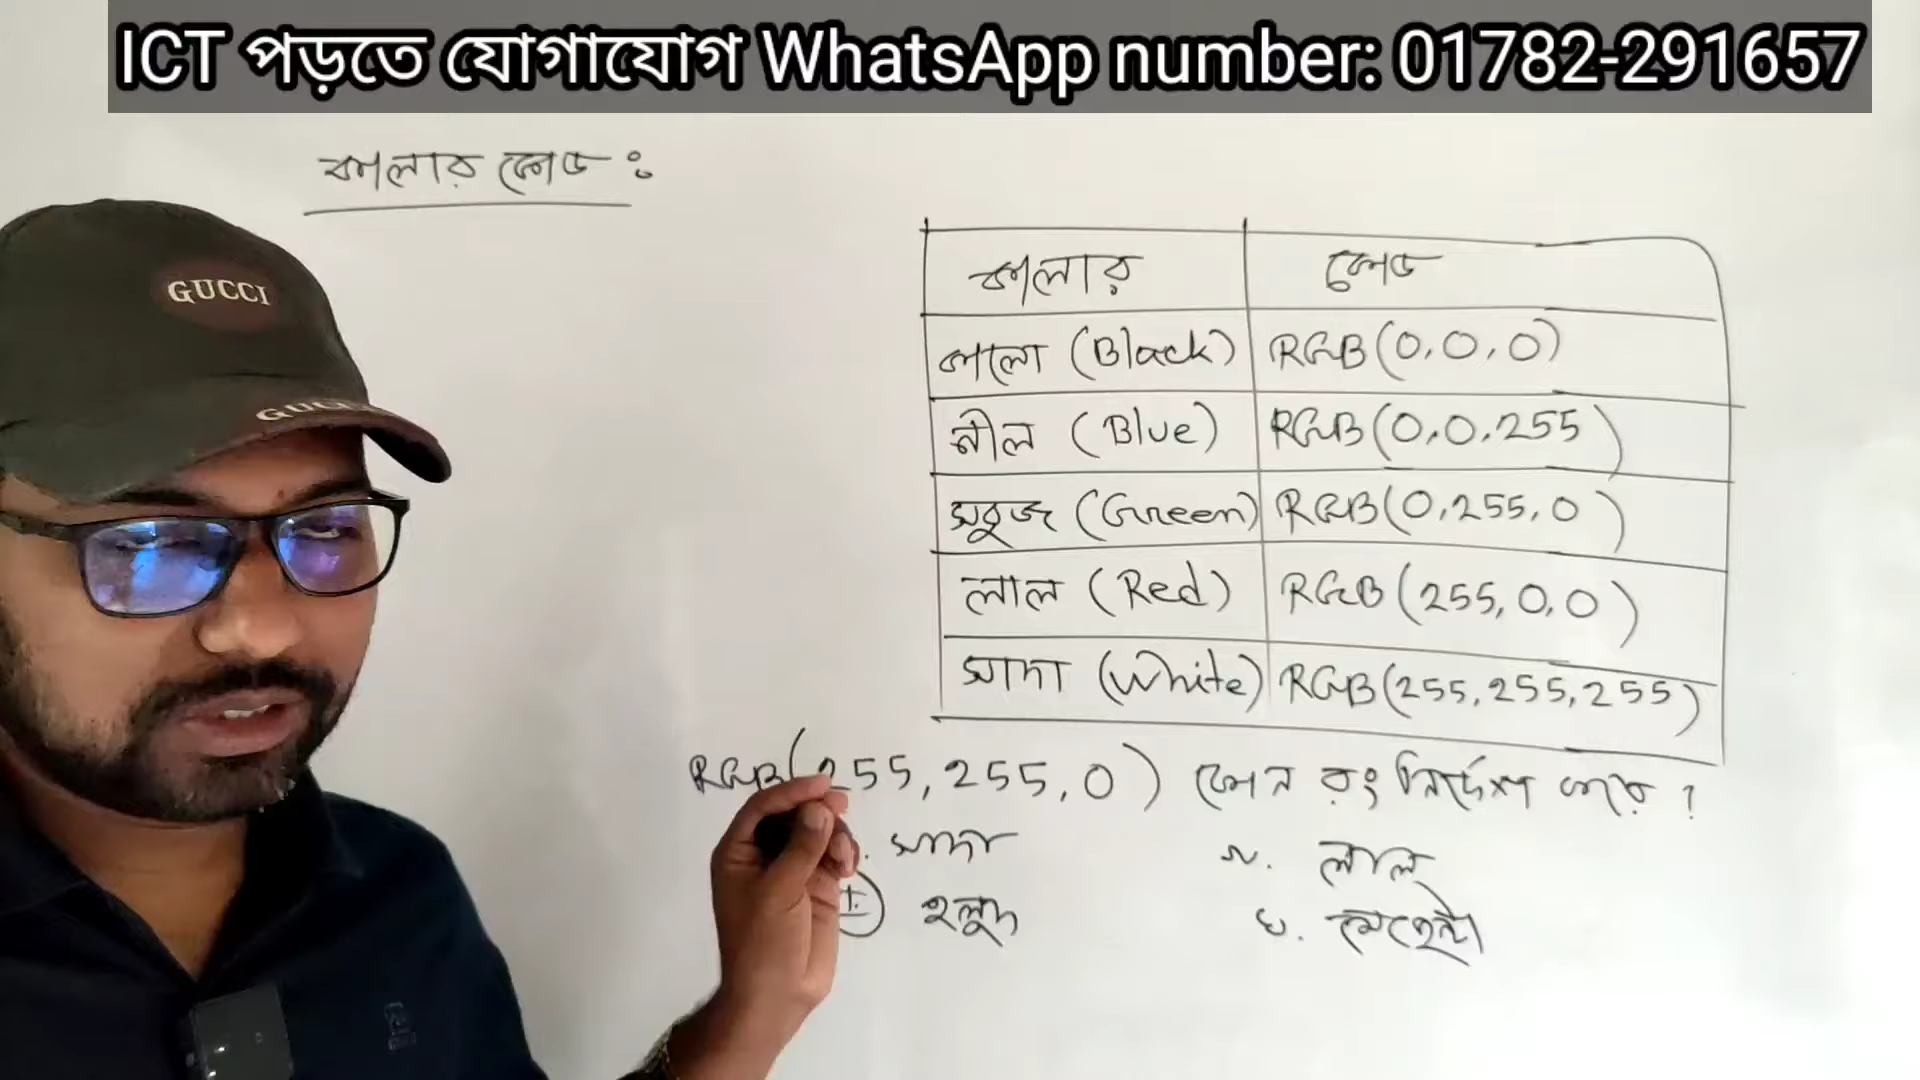 ICT পড়তে যোগাযোগ WhatsApp number: 01782-291657
কালার কোড :
GUCCI
GUCCI
কালার কোড
কালো (Black) RGB(0,0,0)
নীল (Blue) RGB(0,0,255)
সবুজ (Green) RGB(0,255,0)
লাল (Red) RGB(255,0,0)
সাদা (White) RGB(255,255,255)
RGB(255,255,0) কোন রং নির্দেশ করে ?
সাদা খ. লাল
হলুদ ঘ. মেজেন্টা